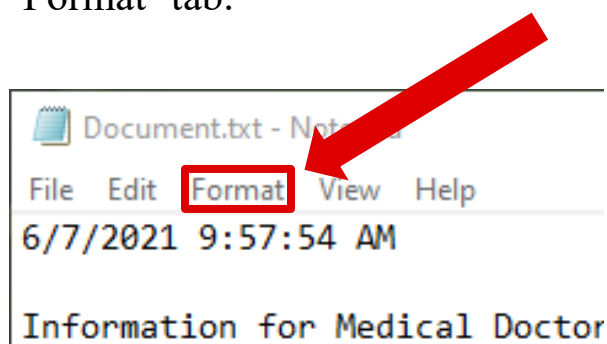 Format" tab.
Document.txt - Notepad
File Edit Format View Help
6/7/2021 9:57:54 AM
Information for Medical Doctor